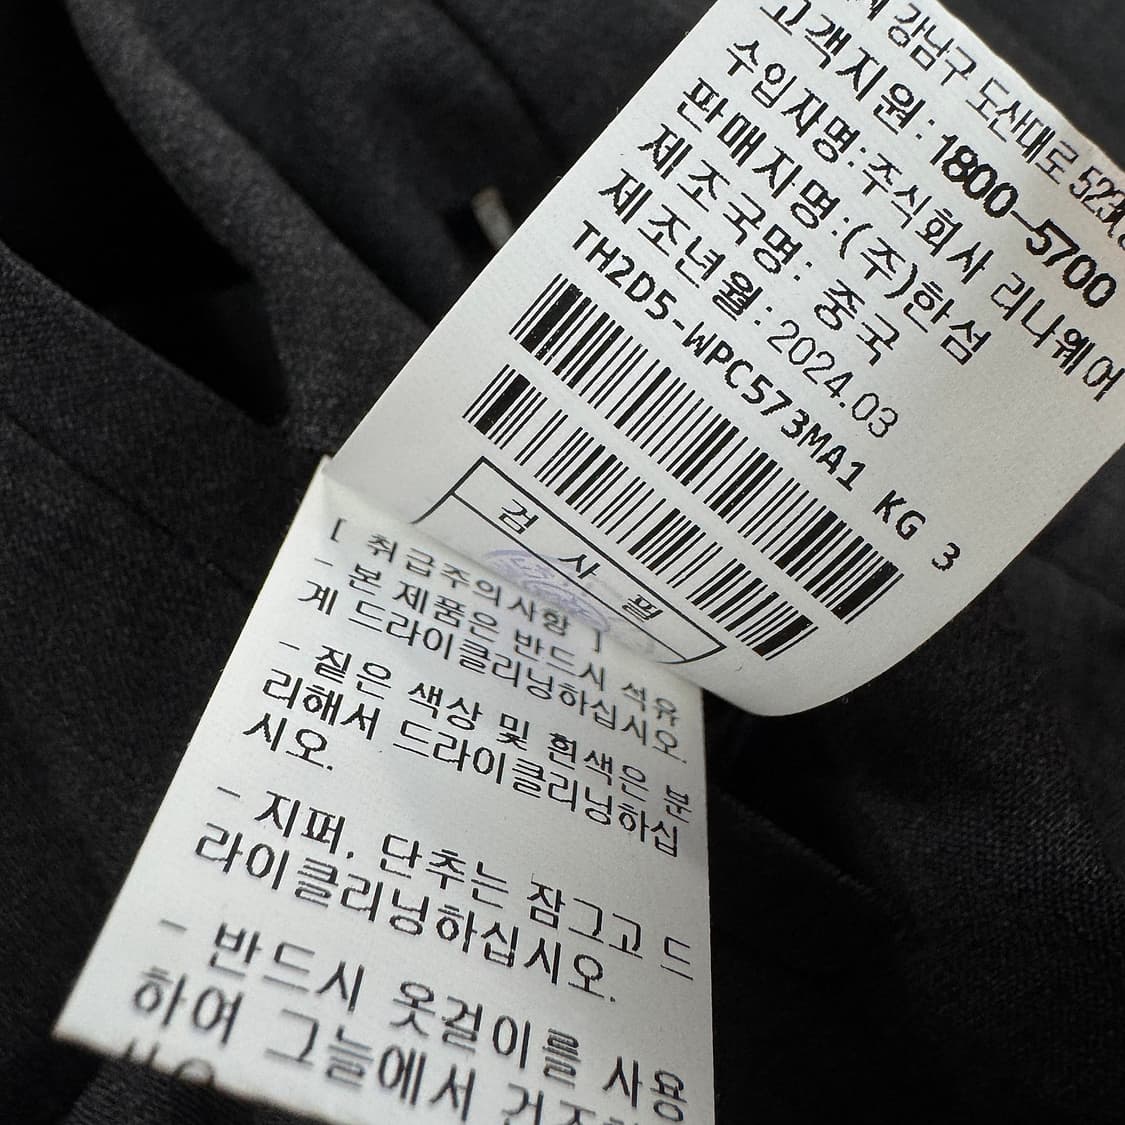 강남구 도산대로 523
고객지원: 1800-5700
수입자명: 주식회사 리나웨어
판매자명:(주)한섬
제조국명: 중국
제조년월: 2024.03
TH2D5-WPC573MA1 KG 3
검 사 필
[ 취급주의사항 ]
- 본 제품은 반드시 석유
계 드라이클리닝하십시오.
- 짙은 색상 및 흰색은 분
리해서 드라이클리닝하십
시오.
- 지퍼, 단추는 잠그고 드
라이클리닝하십시오.
- 반드시 옷걸이를 사용
하여 그늘에서 건조